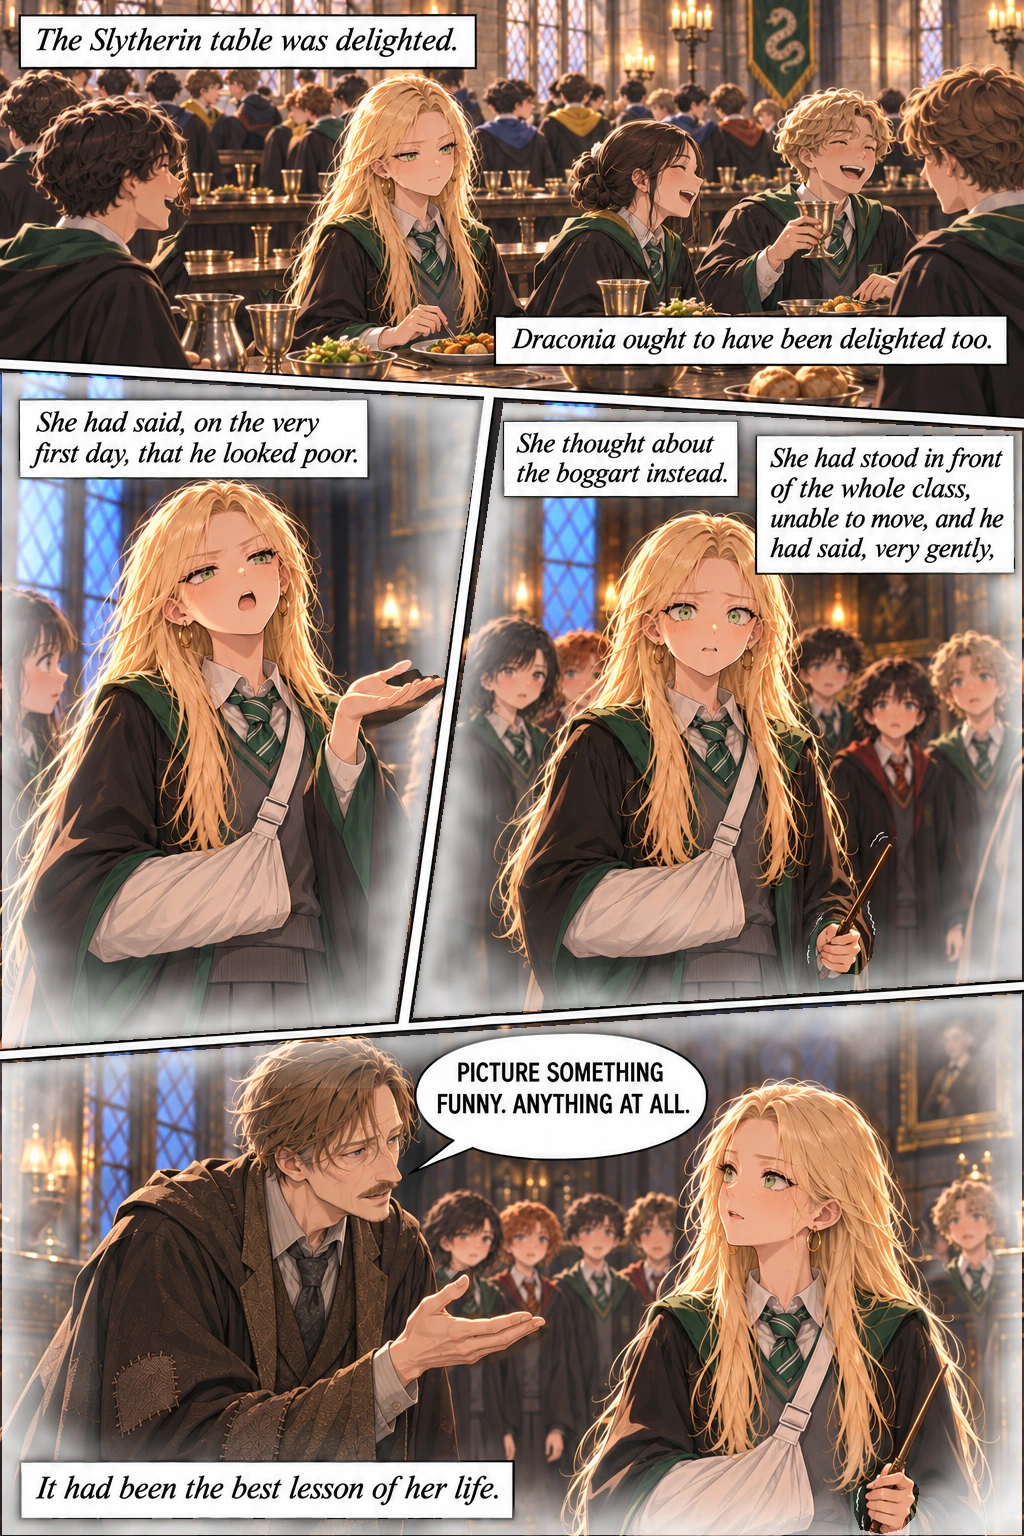 The Slytherin table was delighted.
Draconia ought to have been delighted too.
She had said, on the very
first day, that he looked poor.
She thought about
the boggart instead.
She had stood in front
of the whole class,
unable to move, and he
had said, very gently,
PICTURE SOMETHING
FUNNY. ANYTHING AT ALL.
It had been the best lesson of her life.